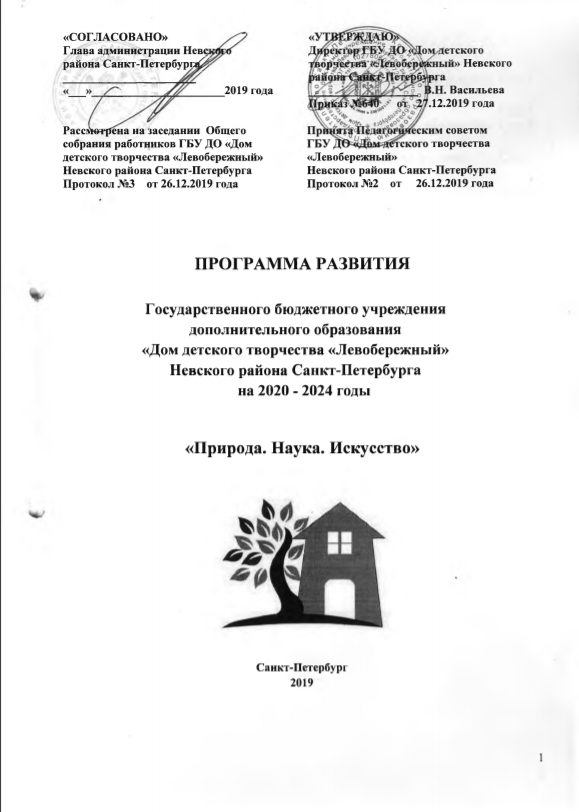 «СОГЛАСОВАНО»
Глава администрации Невского
района Санкт-Петербурга
«___»________________________2019 года
«УТВЕРЖДАЮ»
Директор ГБУ ДО «Дом детского
творчества «Левобережный» Невского
района Санкт-Петербурга
В.Н. Васильева
Приказ №640 от 27.12.2019 года
Рассмотрена на заседании Общего
собрания работников ГБУ ДО «Дом
детского творчества «Левобережный»
Невского района Санкт-Петербурга
Протокол №3 от 26.12.2019 года
Принята Педагогическим советом
ГБУ ДО «Дом детского творчества
«Левобережный»
Невского района Санкт-Петербурга
Протокол №2 от 26.12.2019 года
ПРОГРАММА РАЗВИТИЯ
Государственного бюджетного учреждения
дополнительного образования
«Дом детского творчества «Левобережный»
Невского района Санкт-Петербурга
на 2020 - 2024 годы
«Природа. Наука. Искусство»
Санкт-Петербург
2019
1